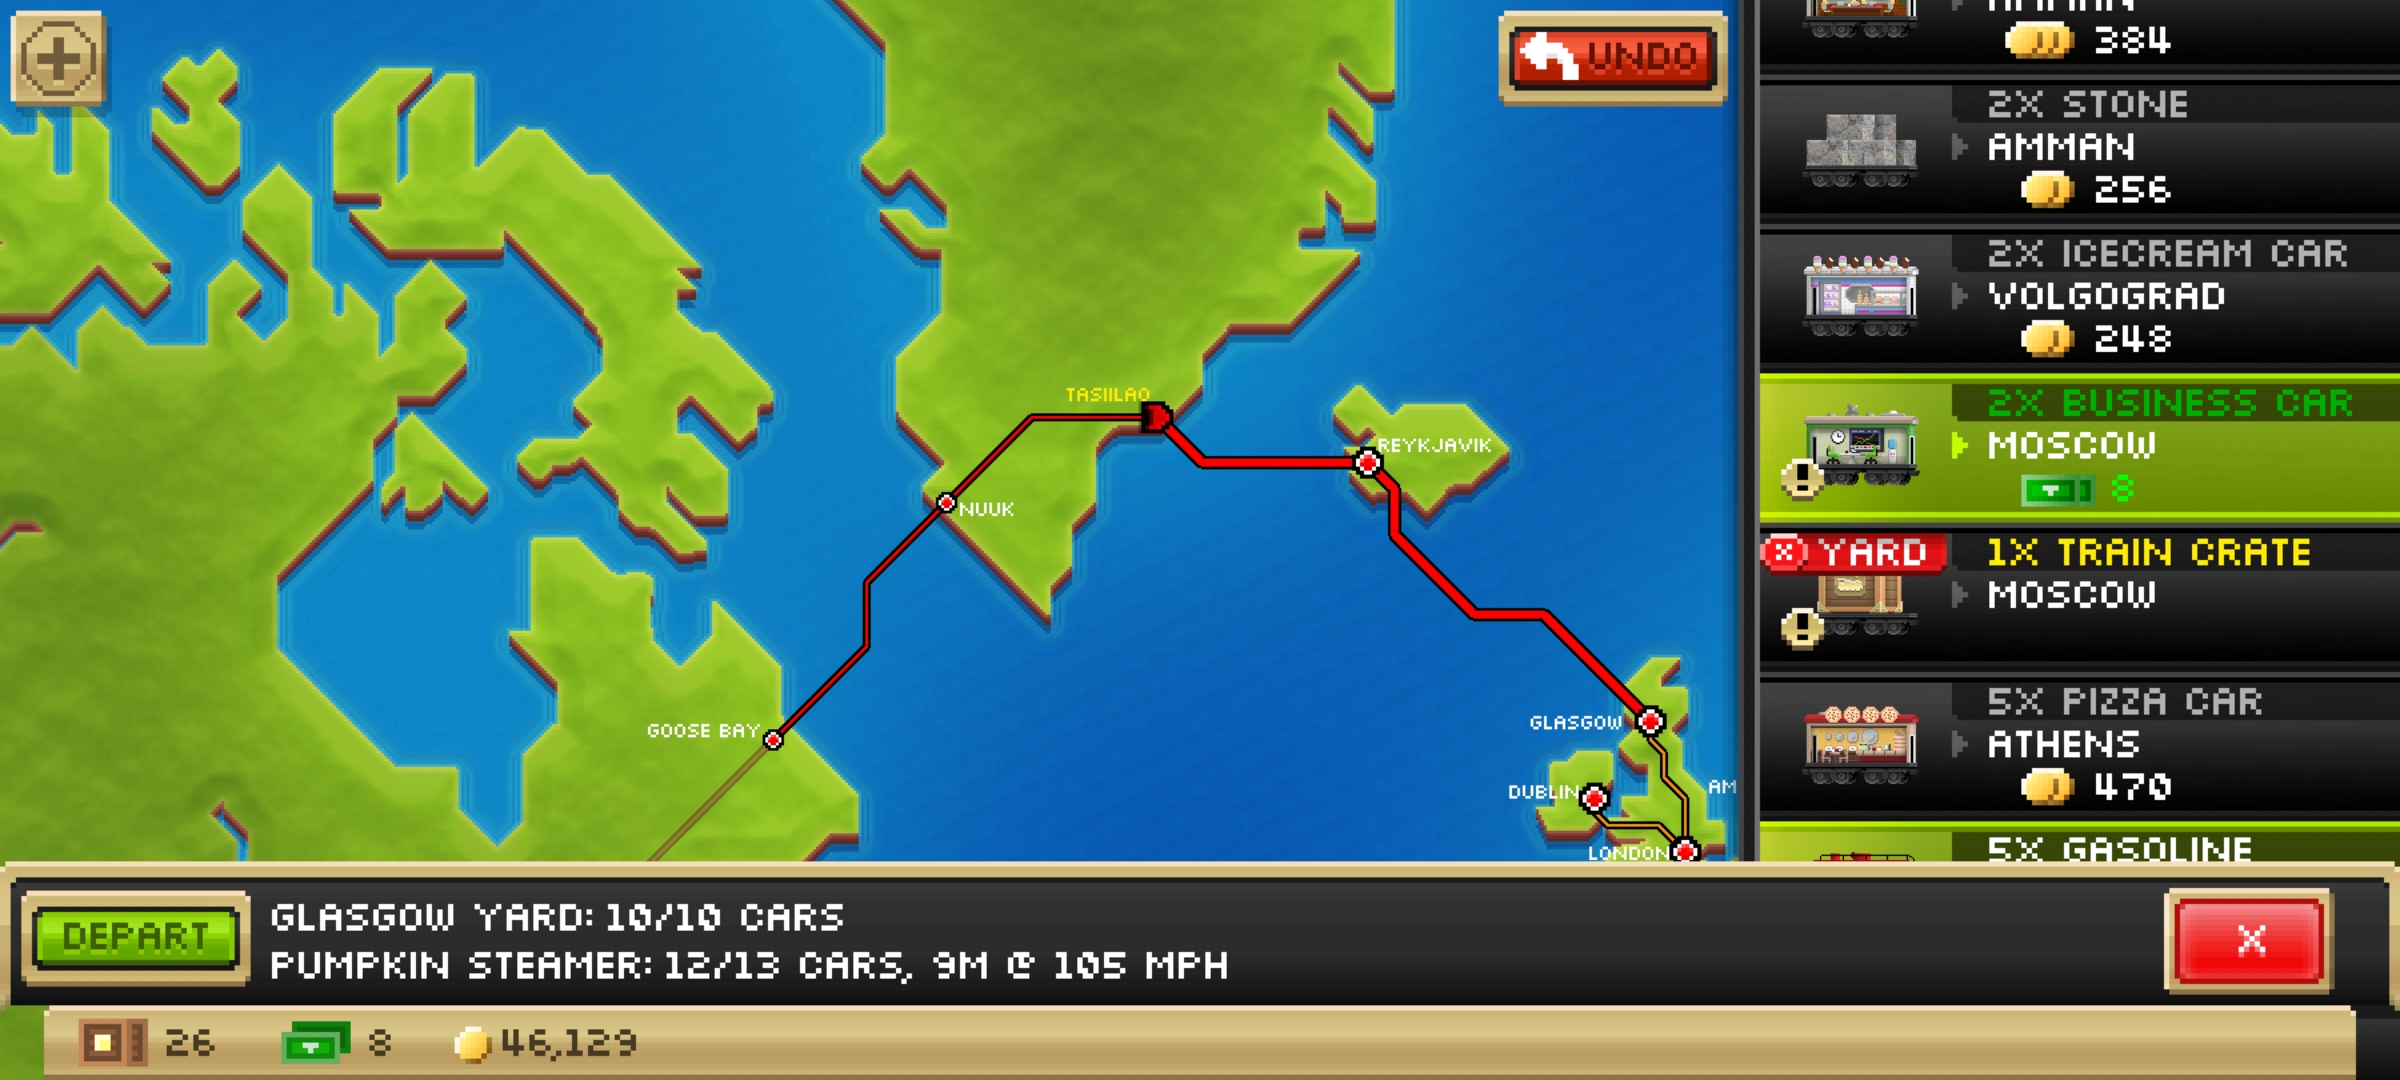 UNDO
TASIILAQ
REYKJAVIK
NUUK
GOOSE BAY
GLASGOW
DUBLIN
AM
LONDON
AMMAN
384
2X STONE
AMMAN
256
2X ICECREAM CAR
VOLGOGRAD
248
2X BUSINESS CAR
MOSCOW
8
X YARD
1X TRAIN CRATE
MOSCOW
5X PIZZA CAR
ATHENS
470
5X GASOLINE
DEPART
GLASGOW YARD: 10/10 CARS
PUMPKIN STEAMER: 12/13 CARS, 9M @ 105 MPH
X
26
8
46,129